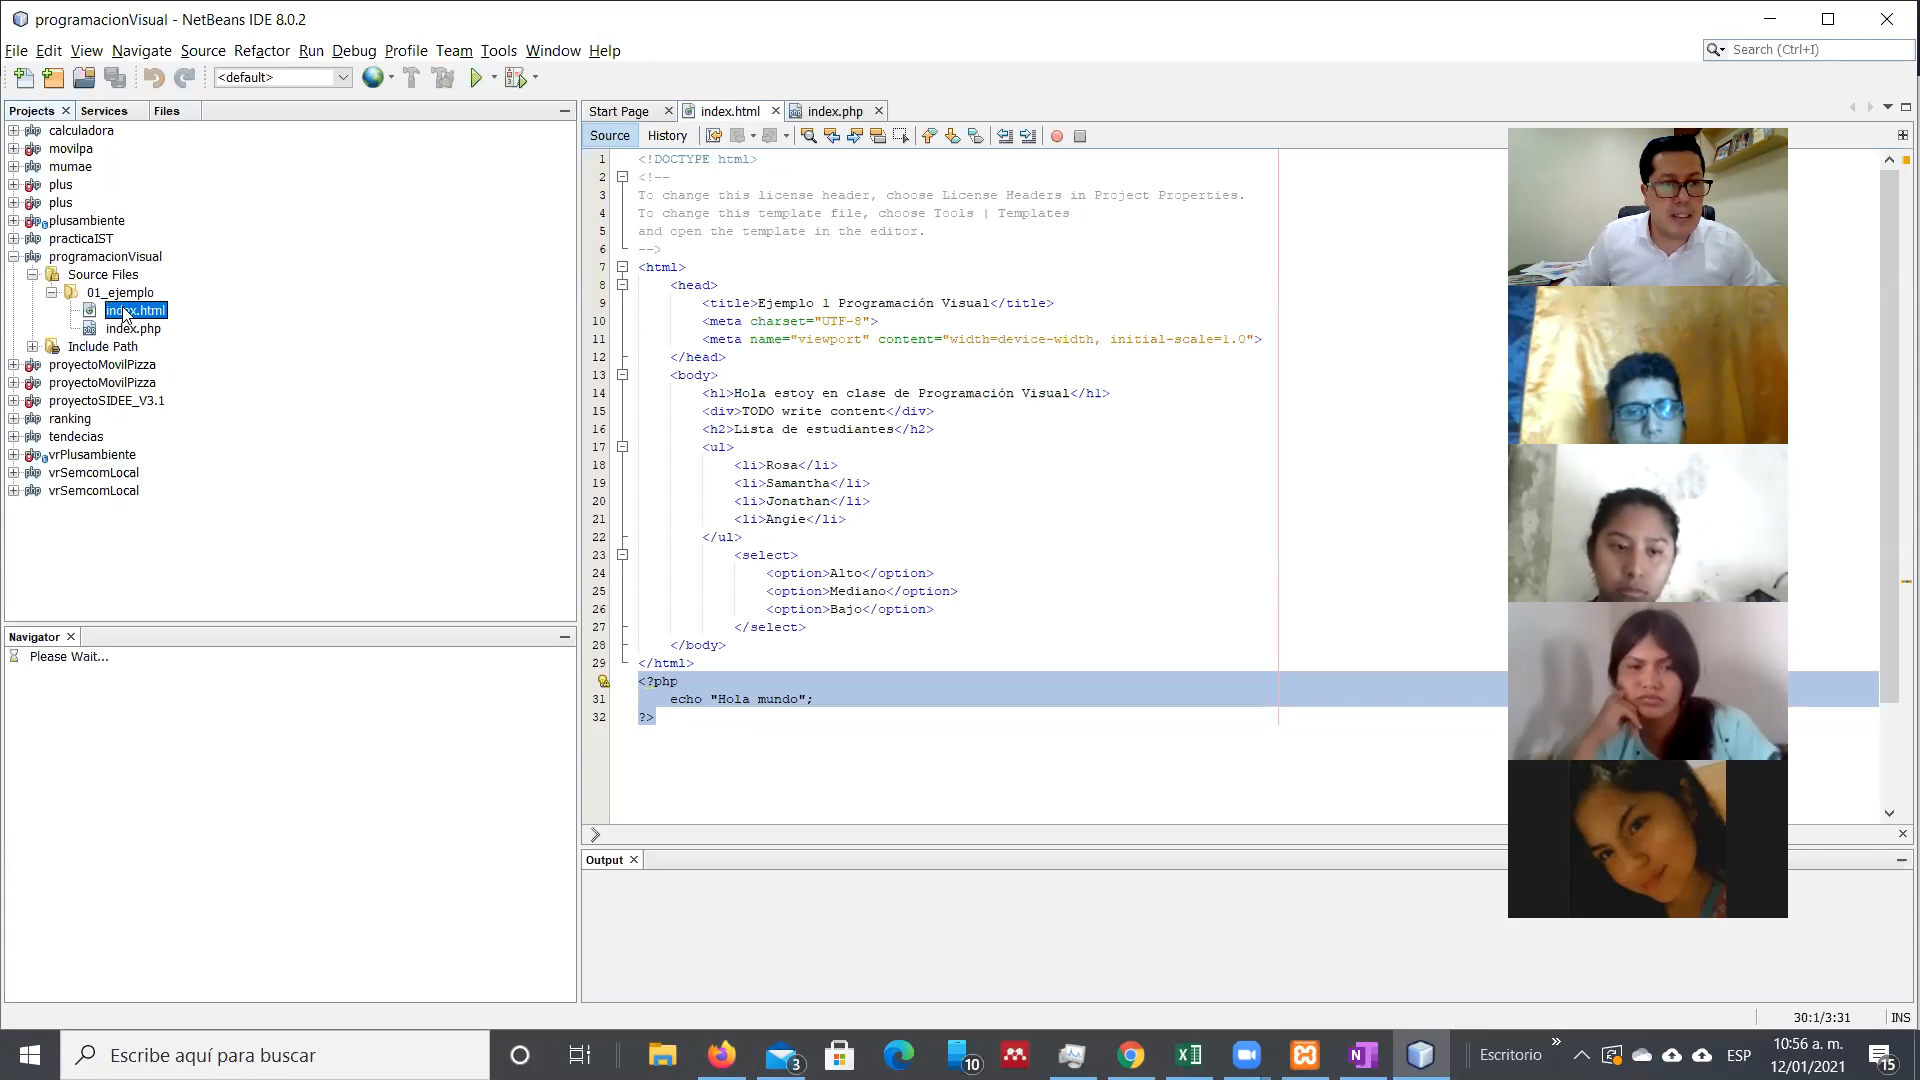 programacionVisual - NetBeans IDE 8.0.2
File Edit View Navigate Source Refactor Run Debug Profile Team Tools Window Help
Search (Ctrl+I)
<default>
Projects Services Files
calculadora
movilpa
mumae
plus
plus
plusambiente
practicaIST
programacionVisual
Source Files
01_ejemplo
index.html
index.php
Include Path
proyectoMovilPizza
proyectoMovilPizza
proyectoSIDEE_V3.1
ranking
tendecias
vrPlusambiente
vrSemcomLocal
vrSemcomLocal
Navigator
Please Wait...
Start Page index.html index.php
Source History
1 <!DOCTYPE html>
2 <!--
3 To change this license header, choose License Headers in Project Properties.
4 To change this template file, choose Tools | Templates
5 and open the template in the editor.
6 -->
7 <html>
8 <head>
9 <title>Ejemplo 1 Programación Visual</title>
10 <meta charset="UTF-8">
11 <meta name="viewport" content="width=device-width, initial-scale=1.0">
12 </head>
13 <body>
14 <h1>Hola estoy en clase de Programación Visual</h1>
15 <div>TODO write content</div>
16 <h2>Lista de estudiantes</h2>
17 <ul>
18 <li>Rosa</li>
19 <li>Samantha</li>
20 <li>Jonathan</li>
21 <li>Angie</li>
22 </ul>
23 <select>
24 <option>Alto</option>
25 <option>Mediano</option>
26 <option>Bajo</option>
27 </select>
28 </body>
29 </html>
<?php
31 echo "Hola mundo";
32 ?>
Output
30:1/3:31 INS
Escribe aquí para buscar
3
10
Escritorio
ESP
10:56 a. m.
12/01/2021
15